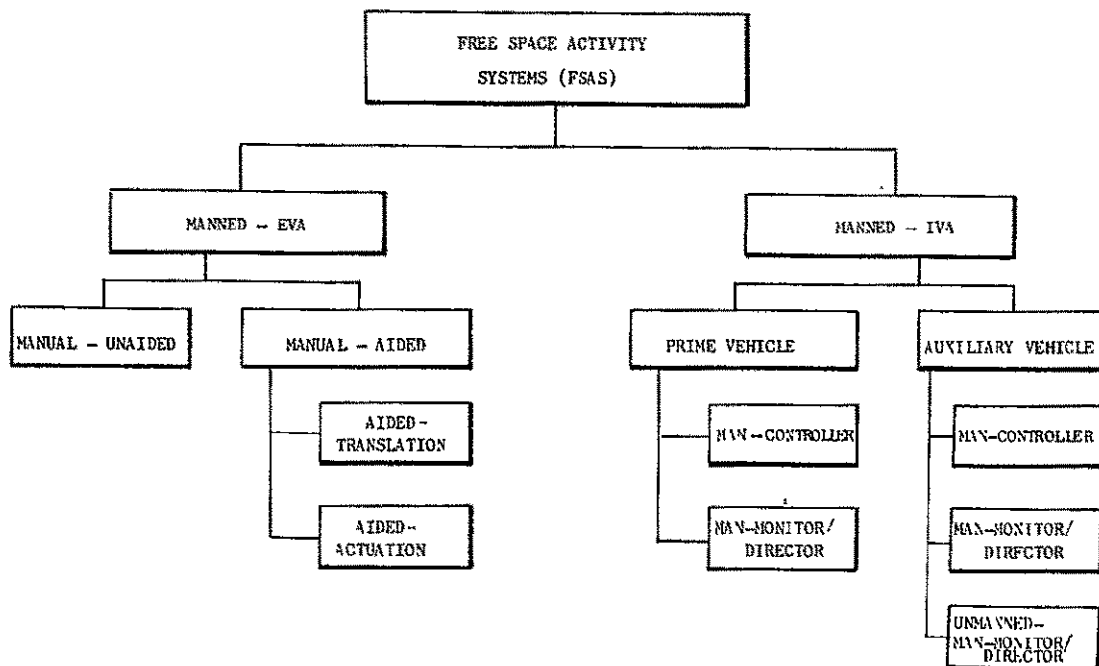 FREE SPACE ACTIVITY
SYSTEMS (FSAS)
MANNED - EVA
MANNED - IVA
MANUAL - UNAIDED
MANUAL - AIDED
PRIME VEHICLE
AUXILIARY VEHICLE
AIDED-
TRANSLATION
AIDED-
ACTUATION
MAN-CONTROLLER
MAN-MONITOR/
DIRECTOR
MAN-CONTROLLER
MAN-MONITOR/
DIRECTOR
UNMANNED-
MAN-MONITOR/
DIRECTOR